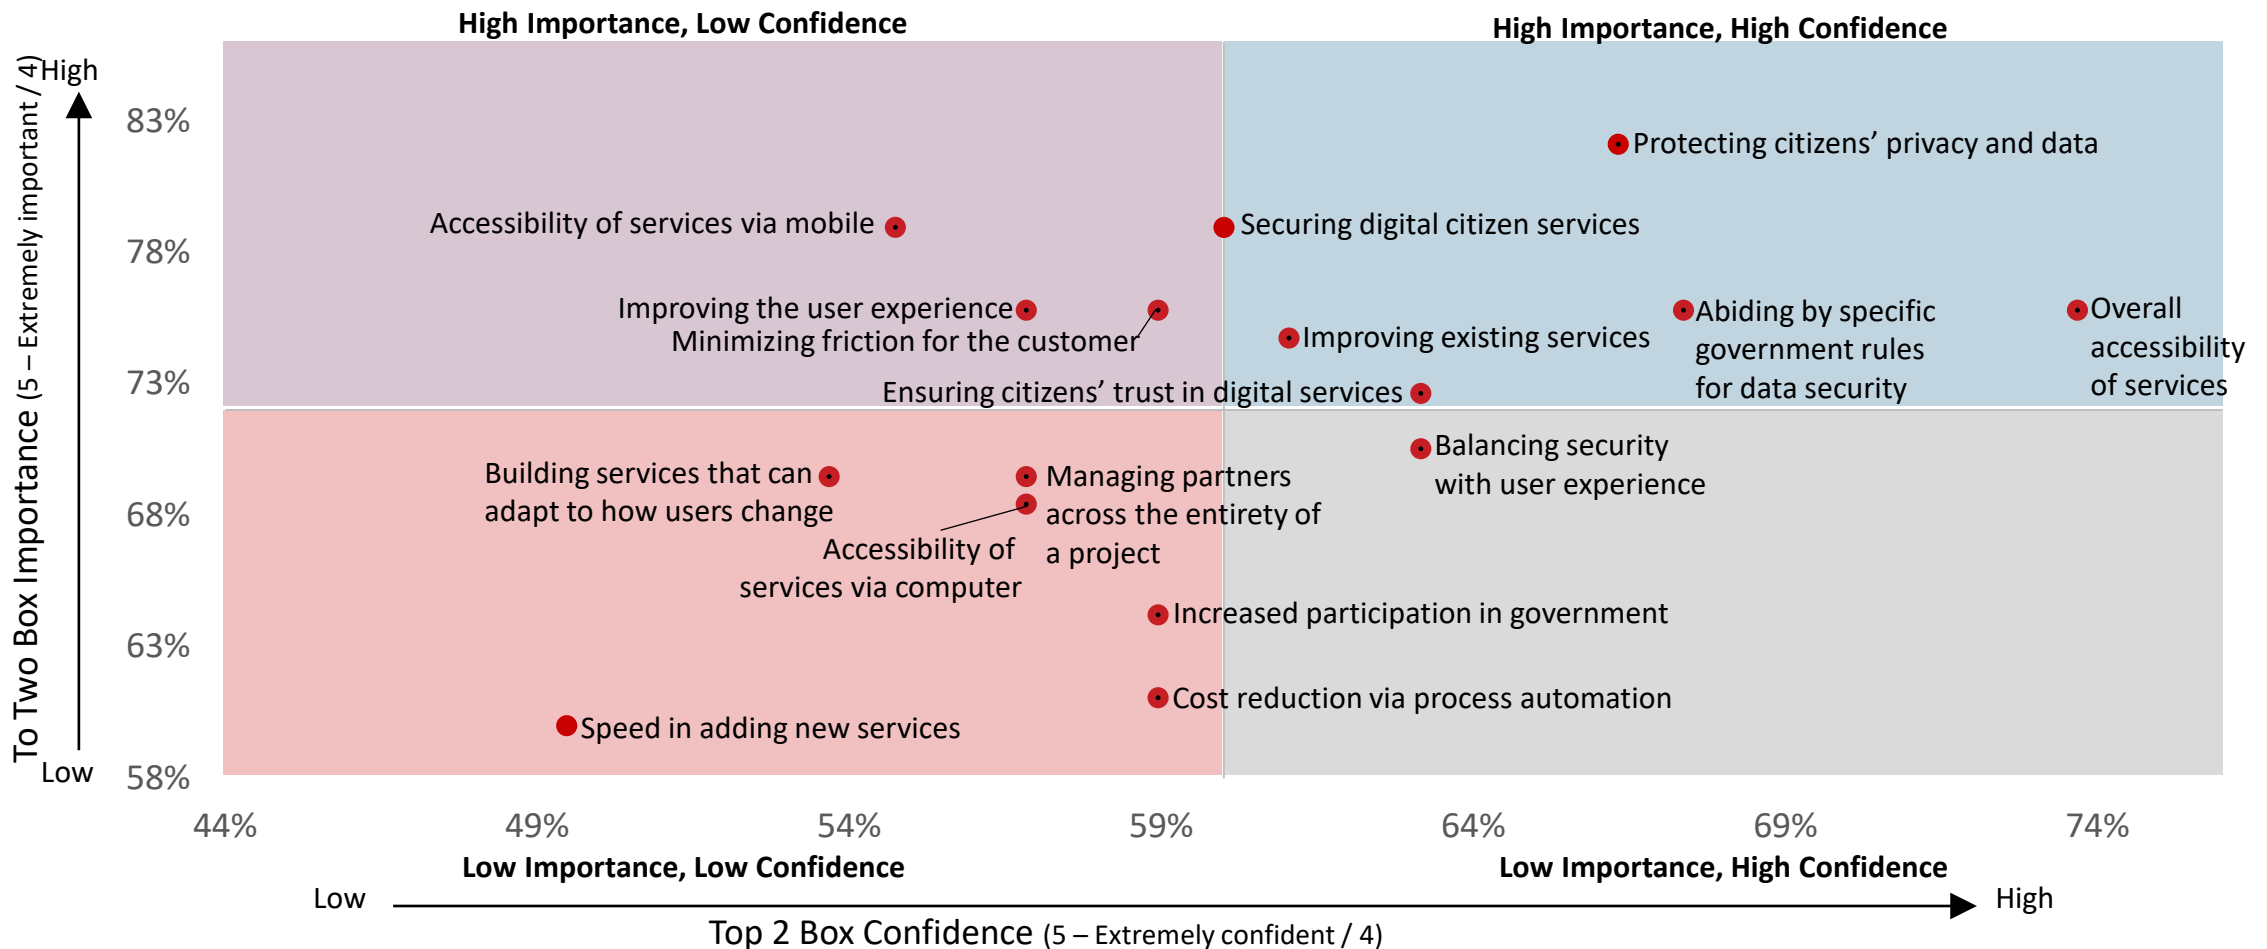 High Importance, Low Confidence
High Importance, High Confidence
To Two Box Importance (5 – Extremely important / 4)
High
83%
78%
73%
68%
63%
58%
Low
Protecting citizens’ privacy and data
Accessibility of services via mobile
Securing digital citizen services
Improving the user experience
Minimizing friction for the customer
Improving existing services
Abiding by specific
government rules
for data security
Overall
accessibility
of services
Ensuring citizens’ trust in digital services
Building services that can
adapt to how users change
Managing partners
across the entirety of
a project
Balancing security
with user experience
Accessibility of
services via computer
Increased participation in government
Cost reduction via process automation
Speed in adding new services
44%
49%
54%
59%
64%
69%
74%
Low Importance, Low Confidence
Low Importance, High Confidence
Low
High
Top 2 Box Confidence (5 – Extremely confident / 4)